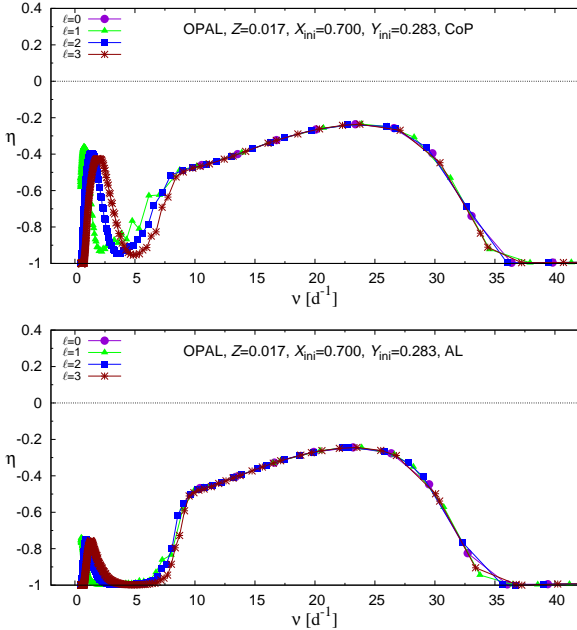 OPAL, Z=0.017, Xini=0.700, Yini=0.283, CoP
ℓ=0
ℓ=1
ℓ=2
ℓ=3
0.4
0.2
0
-0.2
-0.4
-0.6
-0.8
-1
η
0 5 10 15 20 25 30 35 40
ν [d⁻¹]
OPAL, Z=0.017, Xini=0.700, Yini=0.283, AL
ℓ=0
ℓ=1
ℓ=2
ℓ=3
0.4
0.2
0
-0.2
-0.4
-0.6
-0.8
-1
η
0 5 10 15 20 25 30 35 40
ν [d⁻¹]